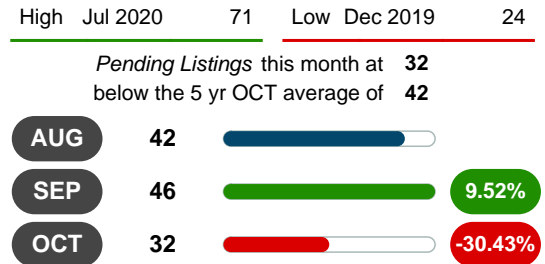 High Jul 2020 71 Low Dec 2019 24
Pending Listings this month at 32
below the 5 yr OCT average of 42
AUG 42
SEP 46 9.52%
OCT 32 -30.43%